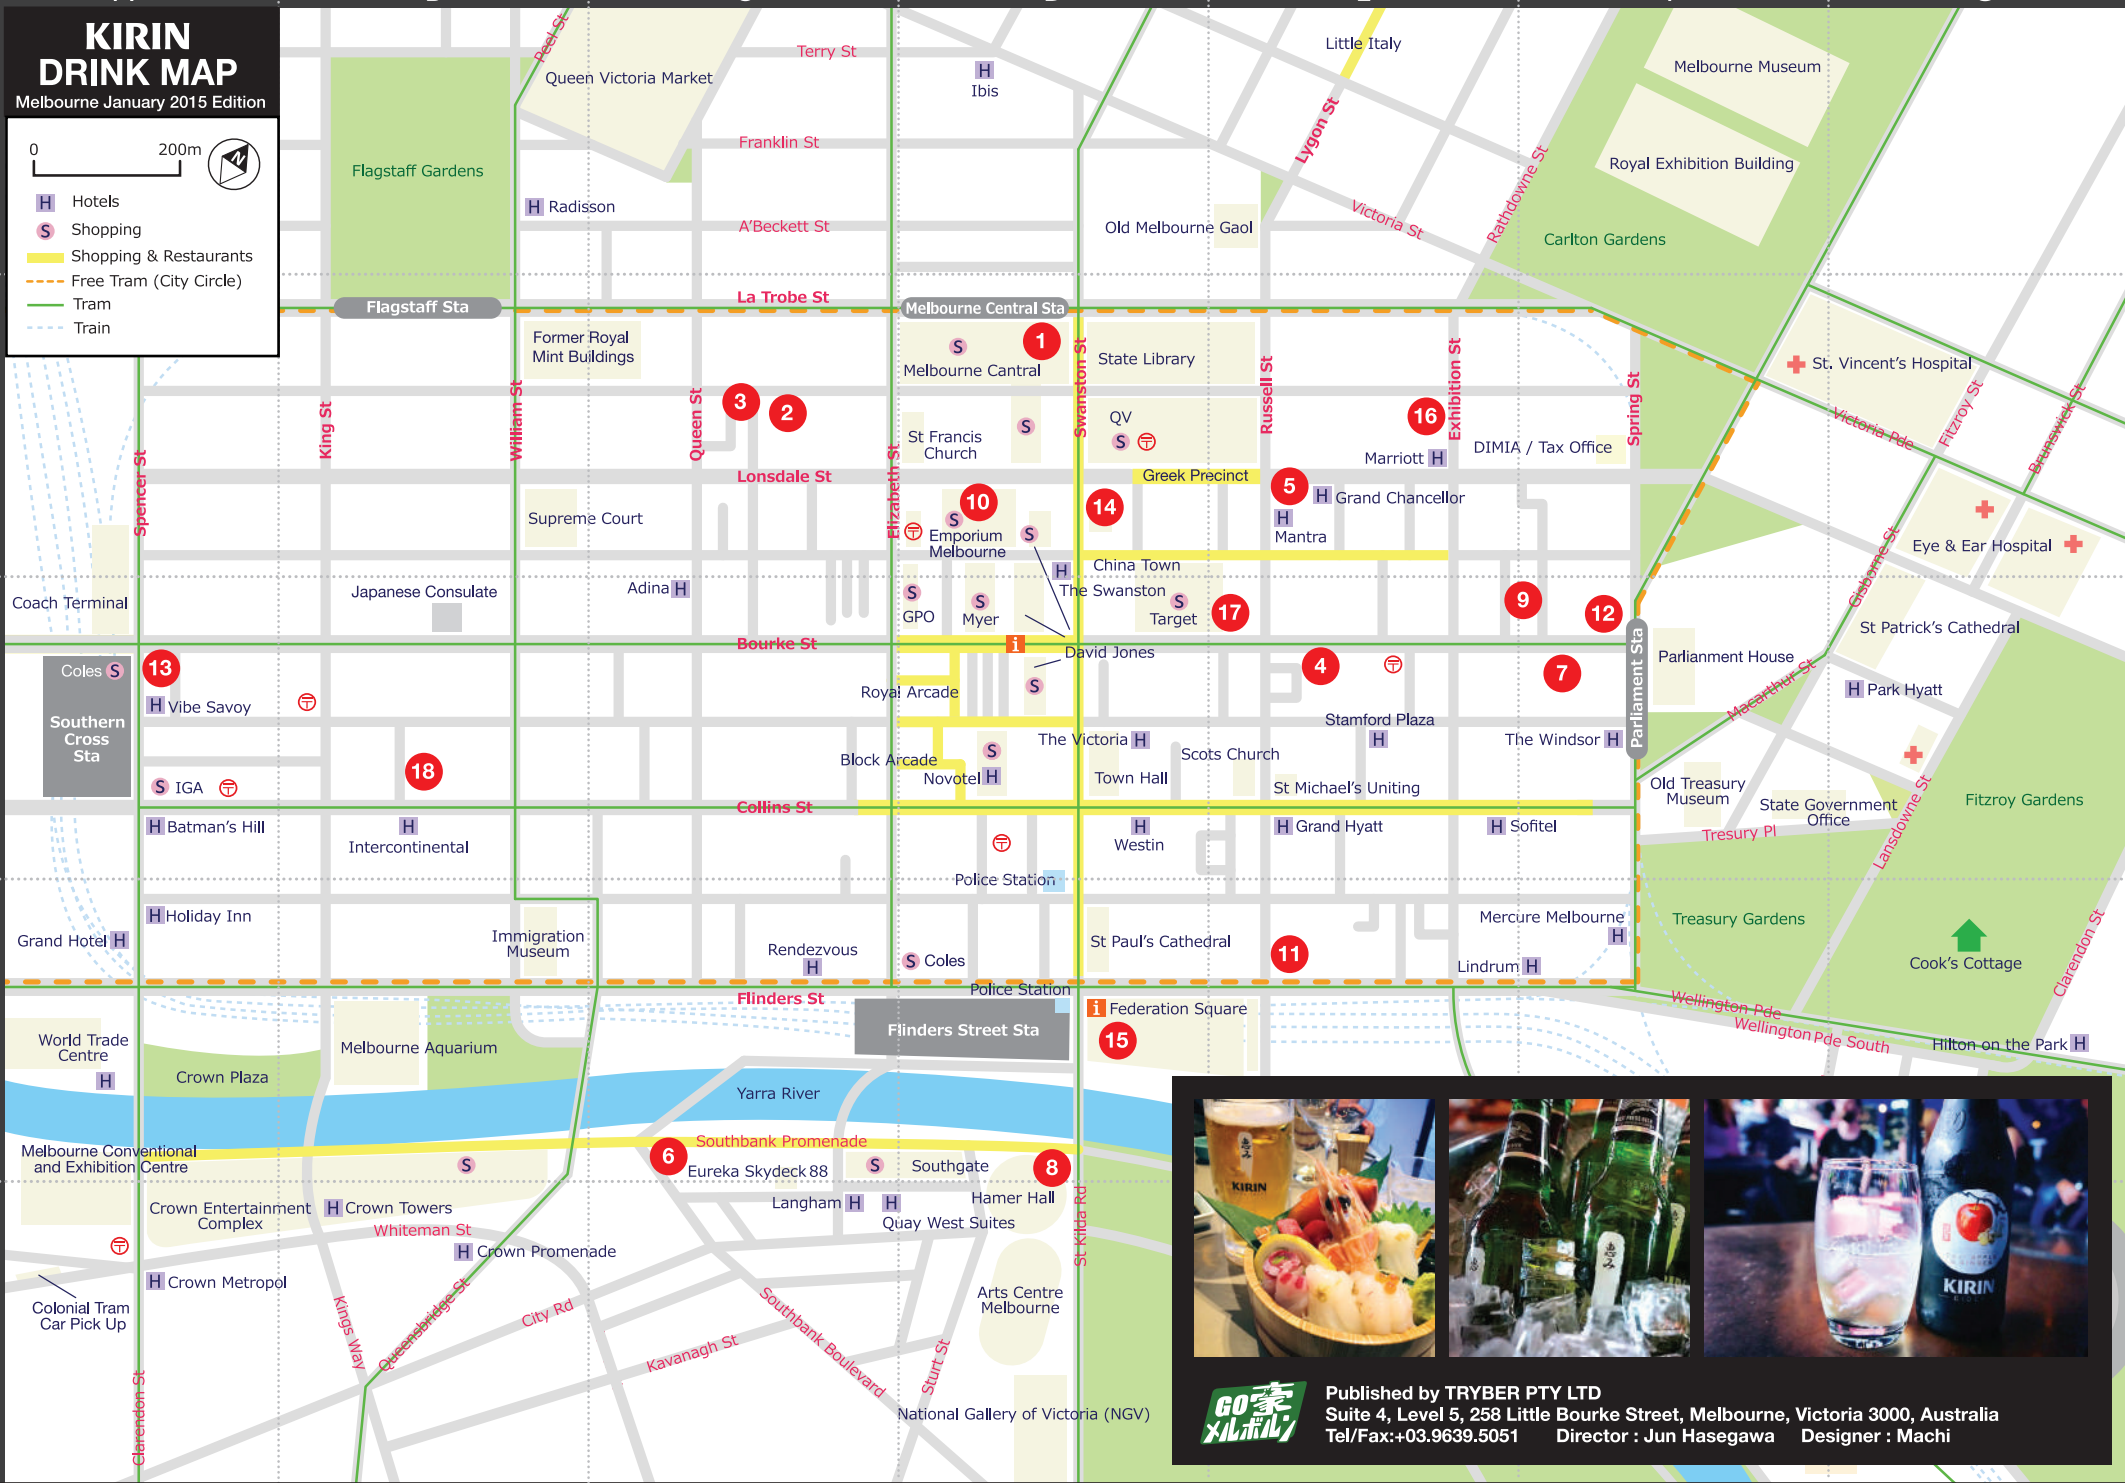 KIRIN
DRINK MAP
Melbourne January 2015 Edition
0 200m
N
H Hotels
S Shopping
Shopping & Restaurants
Free Tram (City Circle)
Tram
Train
Peel St
Queen Victoria Market
Terry St
H
Ibis
Little Italy
Melbourne Museum
Franklin St
Lygon St
Royal Exhibition Building
Flagstaff Gardens
H Radisson
A'Beckett St
Old Melbourne Gaol
Victoria St
Rathdowne St
Carlton Gardens
La Trobe St
Flagstaff Sta
Melbourne Central Sta
Former Royal
Mint Buildings
S
1
Melbourne Central
State Library
St. Vincent's Hospital
King St
William St
Queen St
Swanston St
Russell St
Exhibition St
Spring St
3
2
16
QV
S
Victoria Pde
Fitzroy St
Brunswick St
St Francis
Church
S
Marriott H
DIMIA / Tax Office
Spencer St
Elizabeth St
Lonsdale St
Greek Precinct
5
H Grand Chancellor
H
Mantra
10
14
Supreme Court
S
Emporium
Melbourne
S
Eye & Ear Hospital
Gisborne St
China Town
H
The Swanston
Coach Terminal
Japanese Consulate
Adina H
S
GPO
S
Myer
S
Target
17
9
12
St Patrick's Cathedral
Bourke St
i
David Jones
Parliament Sta
Parlianment House
Coles S
13
4
7
Macarthur St
H Park Hyatt
H Vibe Savoy
Royal Arcade
S
Southern
Cross
Sta
Stamford Plaza
H
The Victoria H
Scots Church
The Windsor H
Block Arcade
S
Novotel H
Town Hall
18
S IGA
St Michael's Uniting
Old Treasury
Museum
State Government
Office
Fitzroy Gardens
Lansdowne St
Collins St
H Batman's Hill
H
Intercontinental
H
Westin
H Grand Hyatt
H Sofitel
Tresury Pl
Police Station
H Holiday Inn
Grand Hotel H
Immigration
Museum
Rendezvous
H
S Coles
St Paul's Cathedral
11
Mercure Melbourne
H
Lindrum H
Treasury Gardens
Cook's Cottage
Clarendon St
Flinders St
Police Station
Flinders Street Sta
i Federation Square
15
Wellington Pde
Wellington Pde South
Hilton on the Park H
World Trade
Centre
H
Melbourne Aquarium
Crown Plaza
Yarra River
Melbourne Conventional
and Exhibition Centre
Southbank Promenade
6
S
Eureka Skydeck 88
S
Southgate
8
Crown Entertainment
Complex
H Crown Towers
Langham H
H
Quay West Suites
Hamer Hall
Whiteman St
H Crown Promenade
St Kilda Rd
H Crown Metropol
Colonial Tram
Car Pick Up
Kings Way
Queensbridge St
City Rd
Kavanagh St
Southbank Boulevard
Sturt St
Arts Centre
Melbourne
Clarendon St
National Gallery of Victoria (NGV)
KIRIN
KIRIN
GO豪
メルボルン
Published by TRYBER PTY LTD
Suite 4, Level 5, 258 Little Bourke Street, Melbourne, Victoria 3000, Australia
Tel/Fax:+03.9639.5051 Director : Jun Hasegawa Designer : Machi